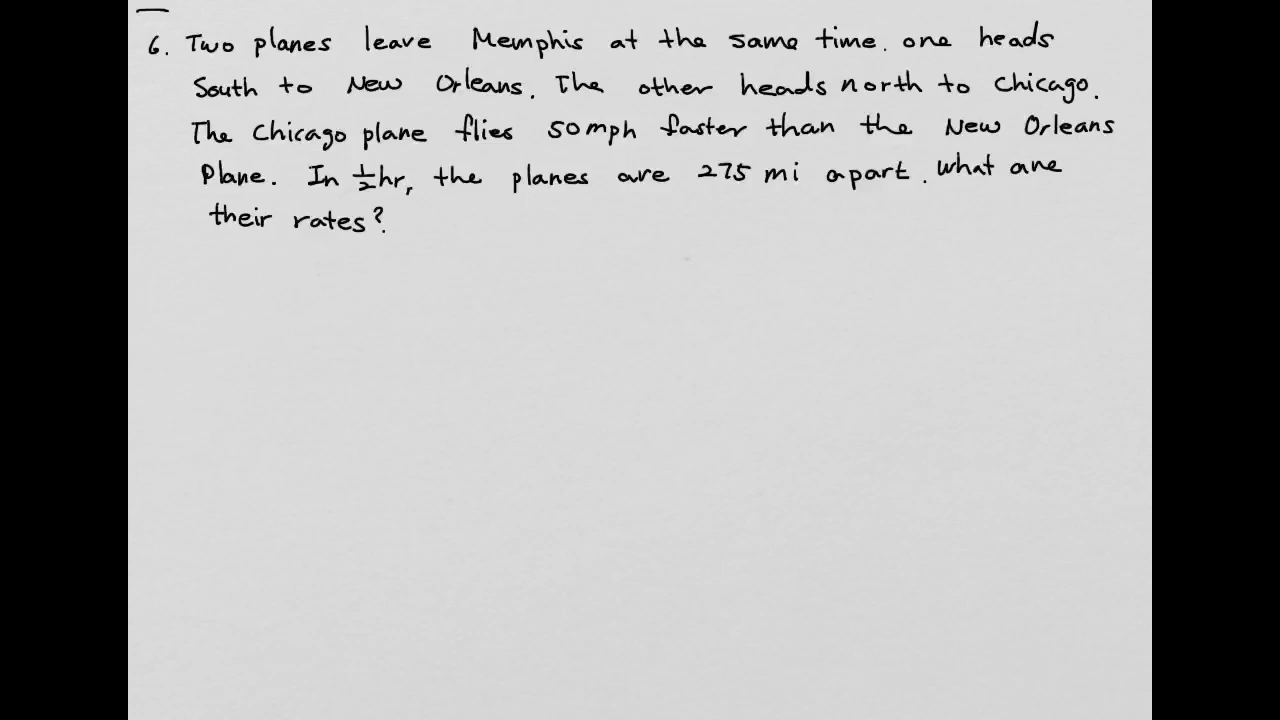 6. Two planes leave Memphis at the same time. one heads
South to New Orleans. The other heads north to Chicago.
The Chicago plane flies 50mph faster than the New Orleans
Plane. In 1/2 hr, the planes are 275 mi apart. what are
their rates?